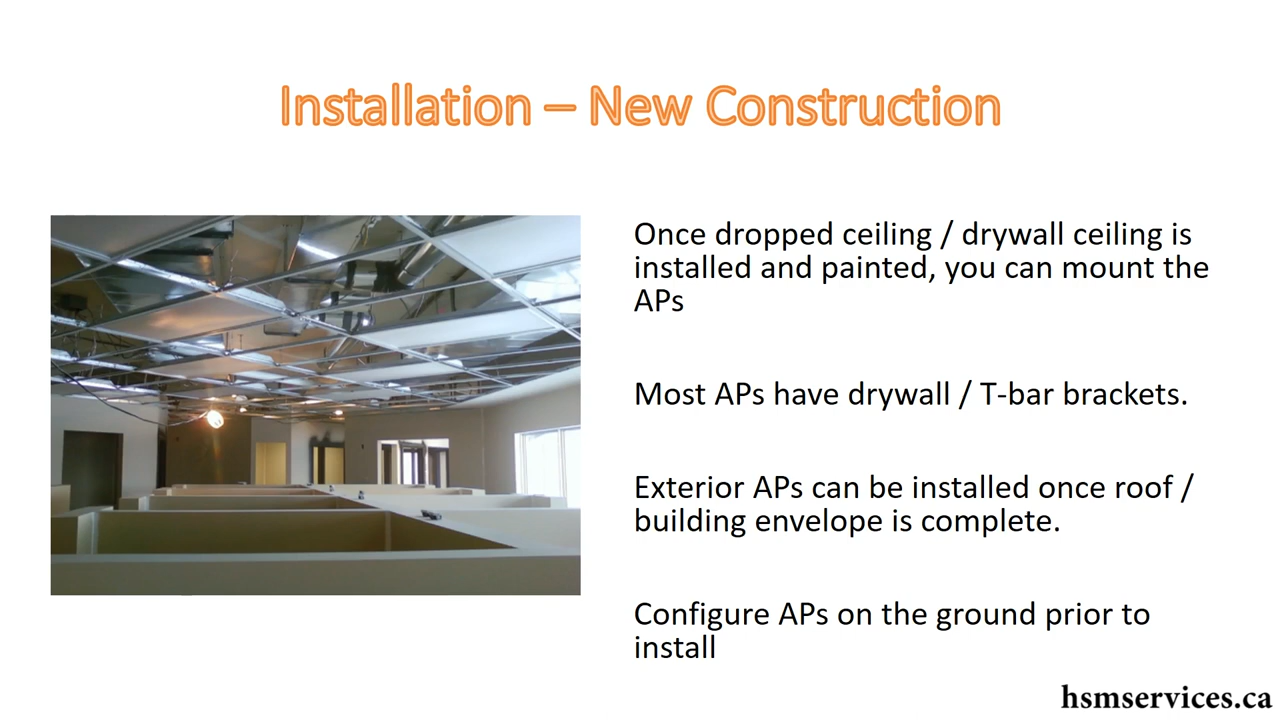 Installation – New Construction
Once dropped ceiling / drywall ceiling is
installed and painted, you can mount the
APs
Most APs have drywall / T-bar brackets.
Exterior APs can be installed once roof /
building envelope is complete.
Configure APs on the ground prior to
install
hsmservices.ca